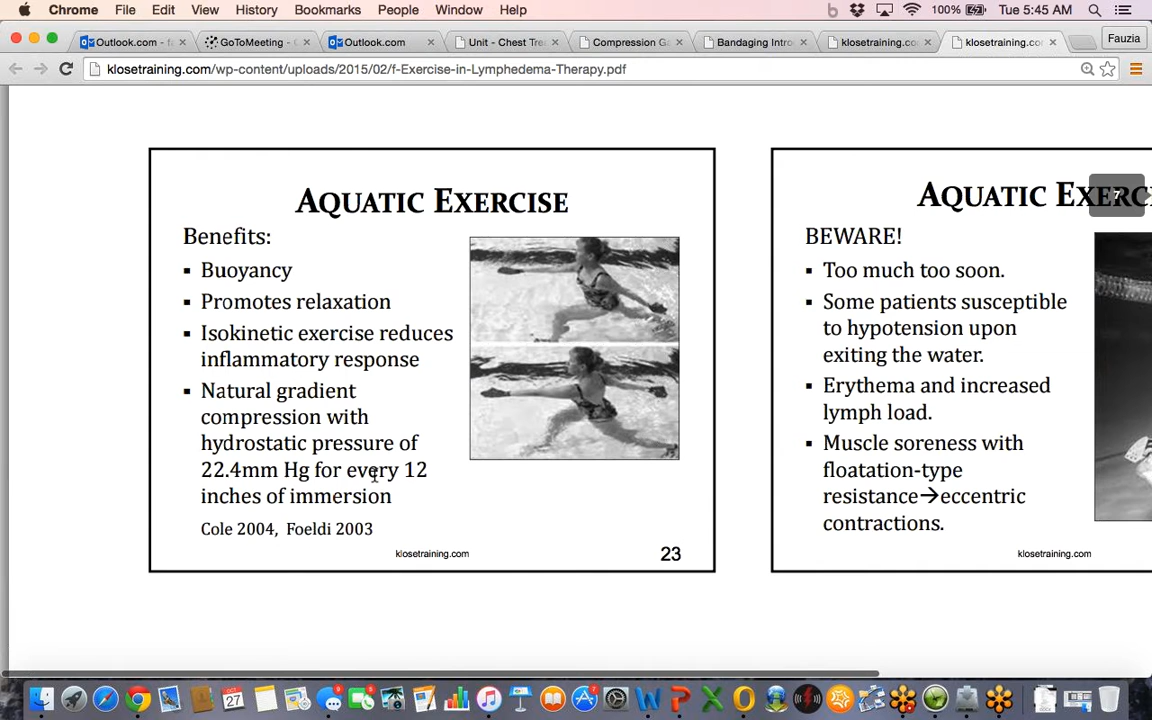 Chrome File Edit View History Bookmarks People Window Help 100% Tue 5:45 AM
Outlook.com - fa GoToMeeting - C Outlook.com Unit - Chest Trea Compression Ga Bandaging Intro klosetraining.co klosetraining.co Fauzia
klosetraining.com/wp-content/uploads/2015/02/f-Exercise-in-Lymphedema-Therapy.pdf
AQUATIC EXERCISE
Benefits:
▪ Buoyancy
▪ Promotes relaxation
▪ Isokinetic exercise reduces
inflammatory response
▪ Natural gradient
compression with
hydrostatic pressure of
22.4mm Hg for every 12
inches of immersion
Cole 2004, Foeldi 2003
klosetraining.com
23
AQUATIC EXERC
7
BEWARE!
▪ Too much too soon.
▪ Some patients susceptible
to hypotension upon
exiting the water.
▪ Erythema and increased
lymph load.
▪ Muscle soreness with
floatation-type
resistance→eccentric
contractions.
klosetraining.com